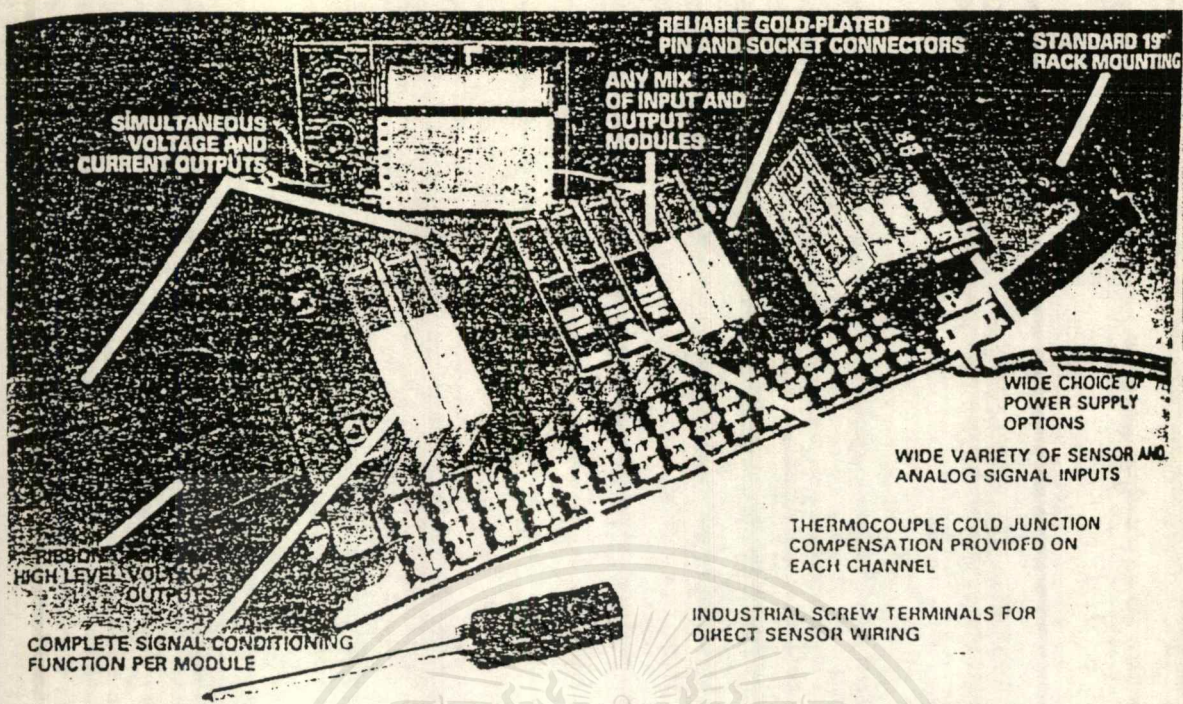 RELIABLE GOLD-PLATED
PIN AND SOCKET CONNECTORS
STANDARD 19"
RACK MOUNTING
ANY MIX
OF INPUT AND
OUTPUT
MODULES
SIMULTANEOUS
VOLTAGE AND
CURRENT OUTPUTS
WIDE CHOICE OF
POWER SUPPLY
OPTIONS
WIDE VARIETY OF SENSOR AND
ANALOG SIGNAL INPUTS
THERMOCOUPLE COLD JUNCTION
COMPENSATION PROVIDED ON
EACH CHANNEL
RIBBON
HIGH LEVEL VOLTAGE
OUTPUTS
INDUSTRIAL SCREW TERMINALS FOR
DIRECT SENSOR WIRING
COMPLETE SIGNAL CONDITIONING
FUNCTION PER MODULE